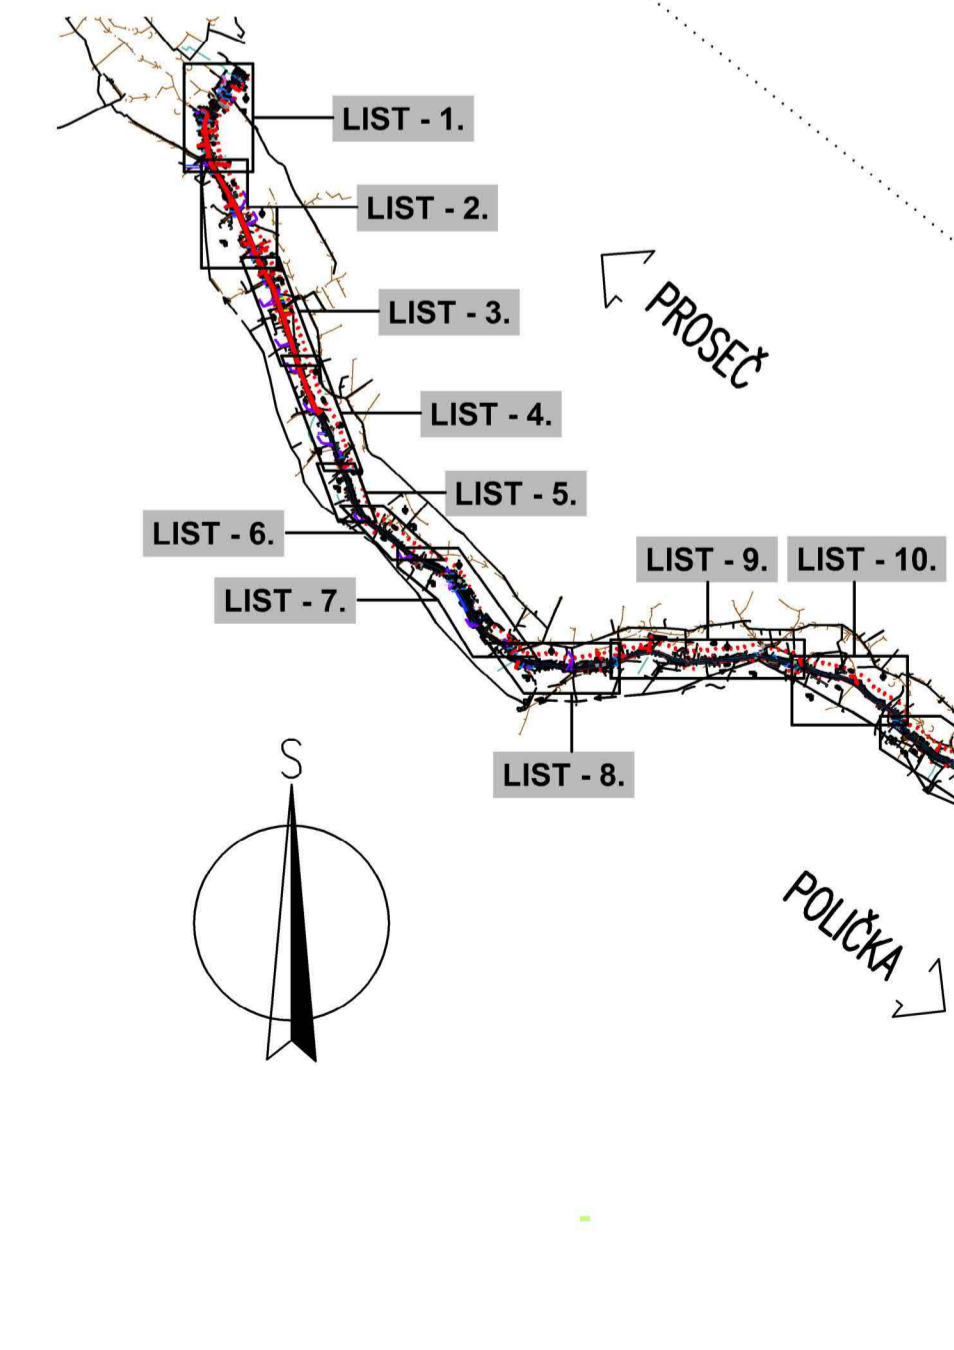 LIST - 1.
LIST - 2.
LIST - 3.
PROSEČ
LIST - 4.
LIST - 5.
LIST - 6.
LIST - 9.
LIST - 10.
LIST - 7.
LIST - 8.
S
POLIČKA